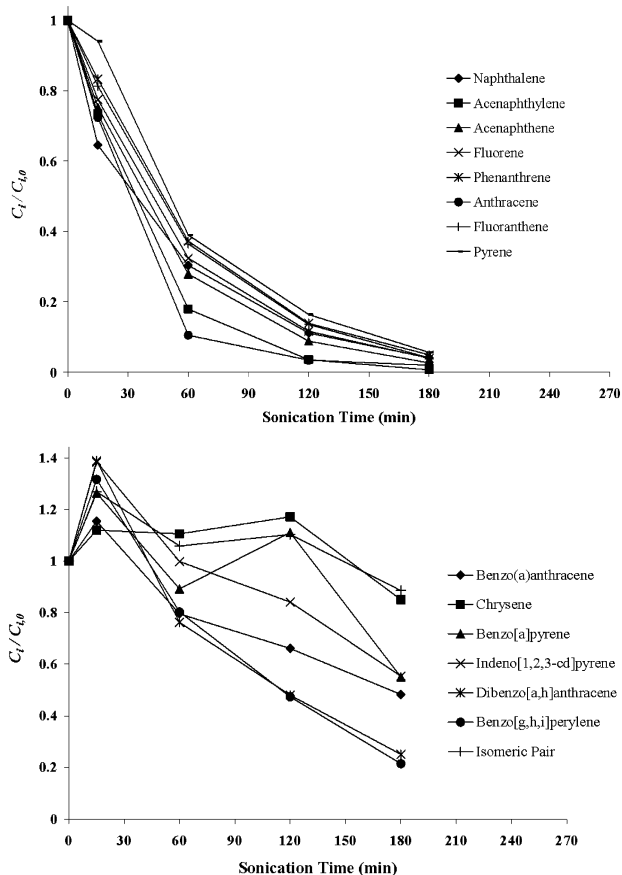 1
0.8
0.6
0.4
0.2
0
C_i / C_i,0
0 30 60 90 120 150 180 210 240 270
Sonication Time (min)
Naphthalene
Acenaphthylene
Acenaphthene
Fluorene
Phenanthrene
Anthracene
Fluoranthene
Pyrene
1.4
1.2
1
0.8
0.6
0.4
0.2
0
C_i / C_i,0
0 30 60 90 120 150 180 210 240 270
Sonication Time (min)
Benzo(a)anthracene
Chrysene
Benzo[a]pyrene
Indeno[1,2,3-cd]pyrene
Dibenzo[a,h]anthracene
Benzo[g,h,i]perylene
Isomeric Pair